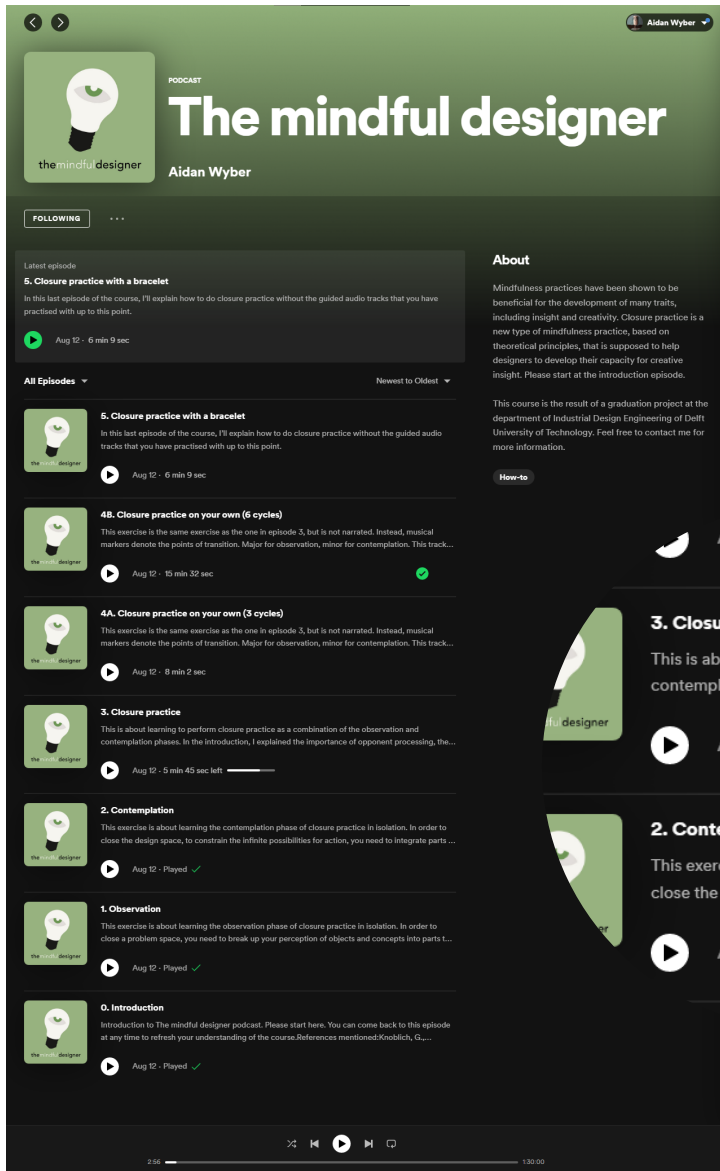 Aidan Wyber
PODCAST
The mindful designer
Aidan Wyber
themindfuldesigner
FOLLOWING
Latest episode
5. Closure practice with a bracelet
In this last episode of the course, I'll explain how to do closure practice without the guided audio tracks that you have
practised with up to this point.
Aug 12 · 6 min 9 sec
All Episodes
Newest to Oldest
5. Closure practice with a bracelet
In this last episode of the course, I'll explain how to do closure practice without the guided audio
tracks that you have practised with up to this point.
Aug 12 · 6 min 9 sec
themindfuldesigner
4B. Closure practice on your own (6 cycles)
This exercise is the same exercise as the one in episode 3, but is not narrated. Instead, musical
markers denote the points of transition. Major for observation, minor for contemplation. This track...
Aug 12 · 15 min 32 sec
themindfuldesigner
4A. Closure practice on your own (3 cycles)
This exercise is the same exercise as the one in episode 3, but is not narrated. Instead, musical
markers denote the points of transition. Major for observation, minor for contemplation. This track...
Aug 12 · 8 min 2 sec
themindfuldesigner
3. Closure practice
This is about learning to perform closure practice as a combination of the observation and
contemplation phases. In the introduction, I explained the importance of opponent processing, the...
Aug 12 · 5 min 45 sec left
themindfuldesigner
2. Contemplation
This exercise is about learning the contemplation phase of closure practice in isolation. In order to
close the design space, to constrain the infinite possibilities for action, you need to integrate parts ...
Aug 12 · Played
themindfuldesigner
1. Observation
This exercise is about learning the observation phase of closure practice in isolation. In order to
close a problem space, you need to break up your perception of objects and concepts into parts t...
Aug 12 · Played
themindfuldesigner
0. Introduction
Introduction to The mindful designer podcast. Please start here. You can come back to this episode
at any time to refresh your understanding of the course.References mentioned:Knoblich, G.,...
Aug 12 · Played
themindfuldesigner
About
Mindfulness practices have been shown to be
beneficial for the development of many traits,
including insight and creativity. Closure practice is a
new type of mindfulness practice, based on
theoretical principles, that is supposed to help
designers to develop their capacity for creative
insight. Please start at the introduction episode.
This course is the result of a graduation project at the
department of Industrial Design Engineering of Delft
University of Technology. Feel free to contact me for
more information.
How-to
3. Closu
This is ab
contempl
ful designer
2. Conte
This exer
close the
er
2:56
1:30:00